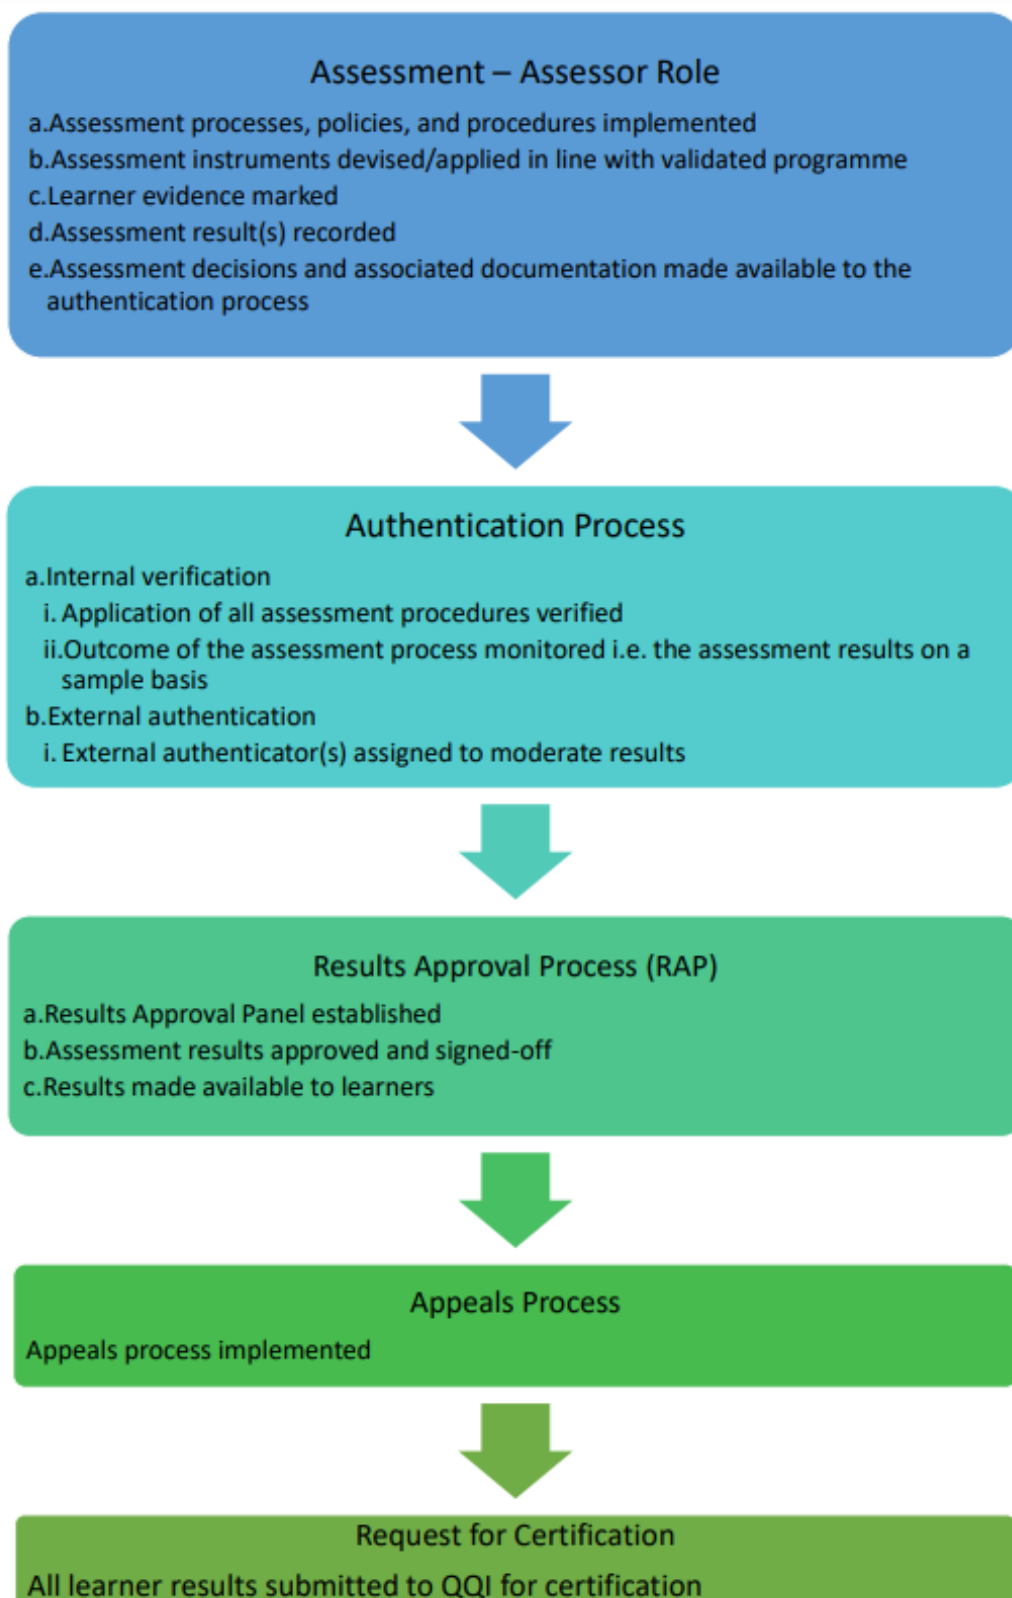 Assessment – Assessor Role
a.Assessment processes, policies, and procedures implemented
b.Assessment instruments devised/applied in line with validated programme
c.Learner evidence marked
d.Assessment result(s) recorded
e.Assessment decisions and associated documentation made available to the
authentication process
Authentication Process
a.Internal verification
i. Application of all assessment procedures verified
ii.Outcome of the assessment process monitored i.e. the assessment results on a
sample basis
b.External authentication
i. External authenticator(s) assigned to moderate results
Results Approval Process (RAP)
a.Results Approval Panel established
b.Assessment results approved and signed-off
c.Results made available to learners
Appeals Process
Appeals process implemented
Request for Certification
All learner results submitted to QQI for certification